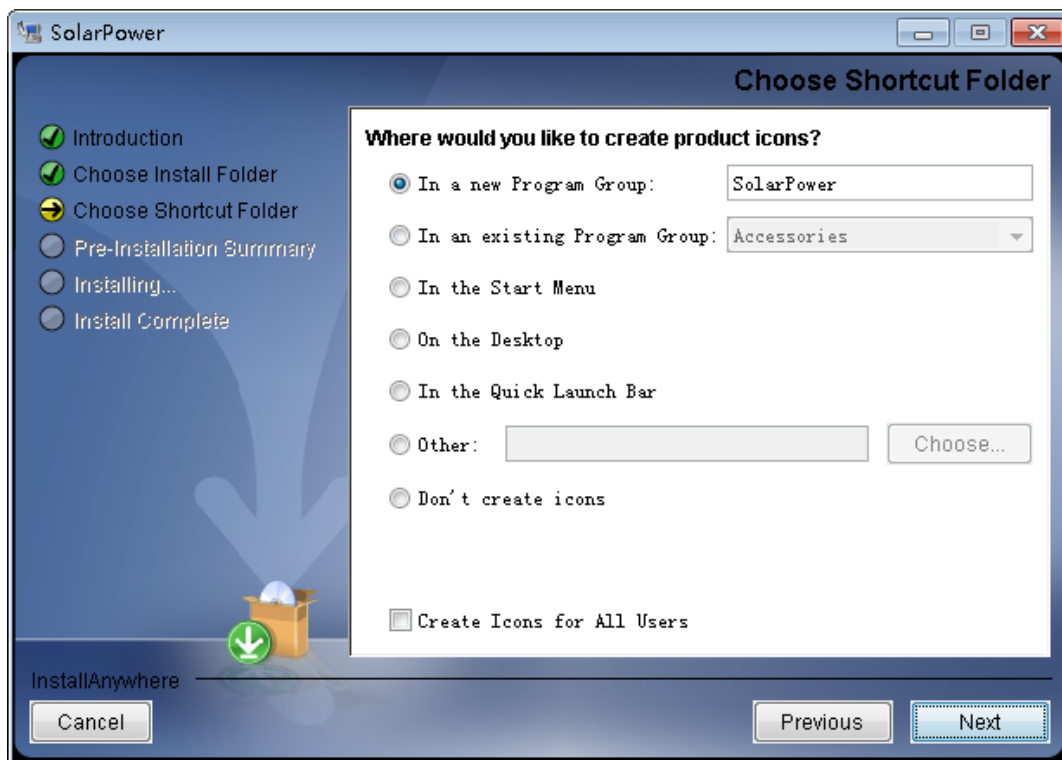 SolarPower
Choose Shortcut Folder
Introduction
Choose Install Folder
Choose Shortcut Folder
Pre-Installation Summary
Installing...
Install Complete
Where would you like to create product icons?
In a new Program Group: SolarPower
In an existing Program Group: Accessories
In the Start Menu
On the Desktop
In the Quick Launch Bar
Other: Choose...
Don't create icons
Create Icons for All Users
InstallAnywhere
Cancel Previous Next